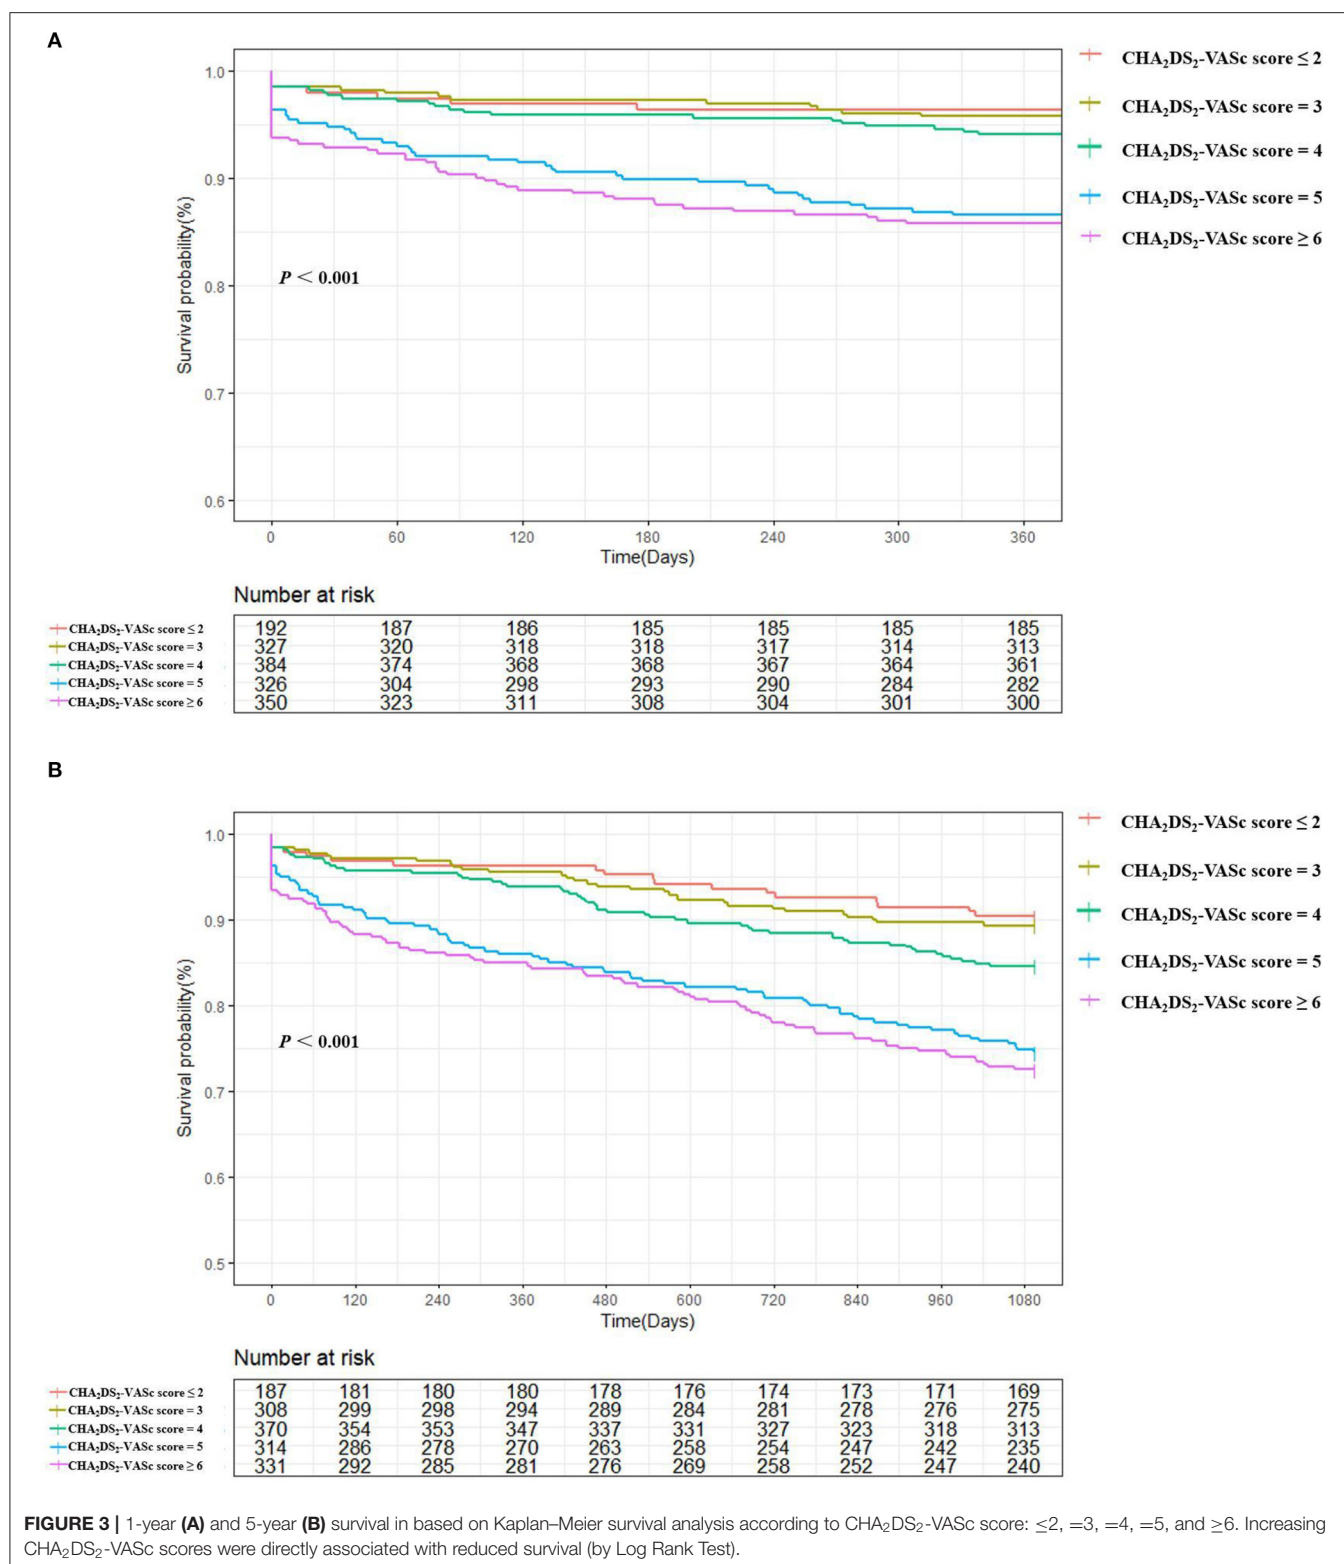 A
1.0
0.9
0.8
0.7
0.6
Survival probability(%)
P < 0.001
0 60 120 180 240 300 360
Time(Days)
CHA₂DS₂-VASc score ≤ 2
CHA₂DS₂-VASc score = 3
CHA₂DS₂-VASc score = 4
CHA₂DS₂-VASc score = 5
CHA₂DS₂-VASc score ≥ 6
Number at risk
CHA₂DS₂-VASc score ≤ 2 192 187 186 185 185 185 185
CHA₂DS₂-VASc score = 3 327 320 318 318 317 314 313
CHA₂DS₂-VASc score = 4 384 374 368 368 367 364 361
CHA₂DS₂-VASc score = 5 326 304 298 293 290 284 282
CHA₂DS₂-VASc score ≥ 6 350 323 311 308 304 301 300
B
1.0
0.9
0.8
0.7
0.6
0.5
Survival probability(%)
P < 0.001
0 120 240 360 480 600 720 840 960 1080
Time(Days)
CHA₂DS₂-VASc score ≤ 2
CHA₂DS₂-VASc score = 3
CHA₂DS₂-VASc score = 4
CHA₂DS₂-VASc score = 5
CHA₂DS₂-VASc score ≥ 6
Number at risk
CHA₂DS₂-VASc score ≤ 2 187 181 180 180 178 176 174 173 171 169
CHA₂DS₂-VASc score = 3 308 299 298 294 289 284 281 278 276 275
CHA₂DS₂-VASc score = 4 370 354 353 347 337 331 327 323 318 313
CHA₂DS₂-VASc score = 5 314 286 278 270 263 258 254 247 242 235
CHA₂DS₂-VASc score ≥ 6 331 292 285 281 276 269 258 252 247 240
FIGURE 3 | 1-year (A) and 5-year (B) survival in based on Kaplan–Meier survival analysis according to CHA₂DS₂-VASc score: ≤2, =3, =4, =5, and ≥6. Increasing
CHA₂DS₂-VASc scores were directly associated with reduced survival (by Log Rank Test).